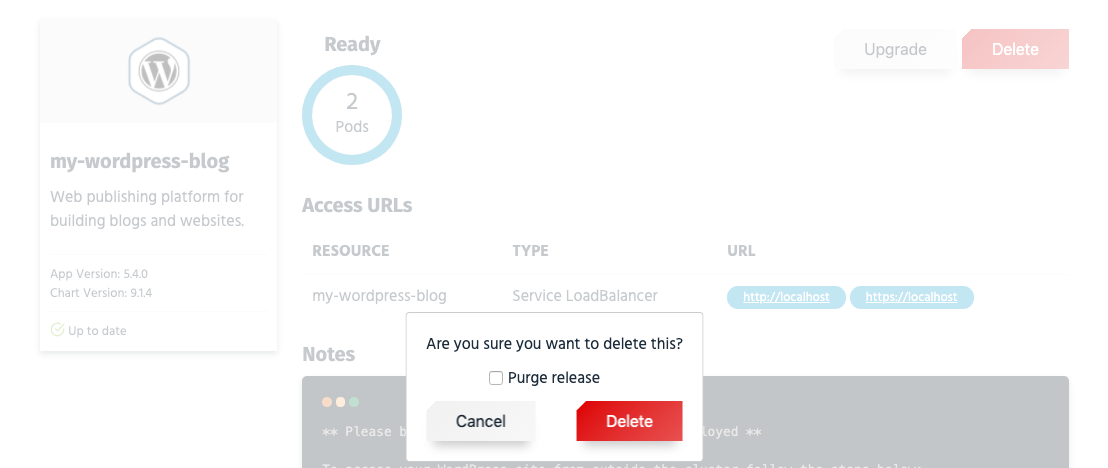 Ready
Upgrade
Delete
2
Pods
my-wordpress-blog
Web publishing platform for
building blogs and websites.
App Version: 5.4.0
Chart Version: 9.1.4
Up to date
Access URLs
RESOURCE TYPE URL
my-wordpress-blog Service LoadBalancer http://localhost https://localhost
Notes
Are you sure you want to delete this?
Purge release
Cancel
Delete
** Please b
loyed **